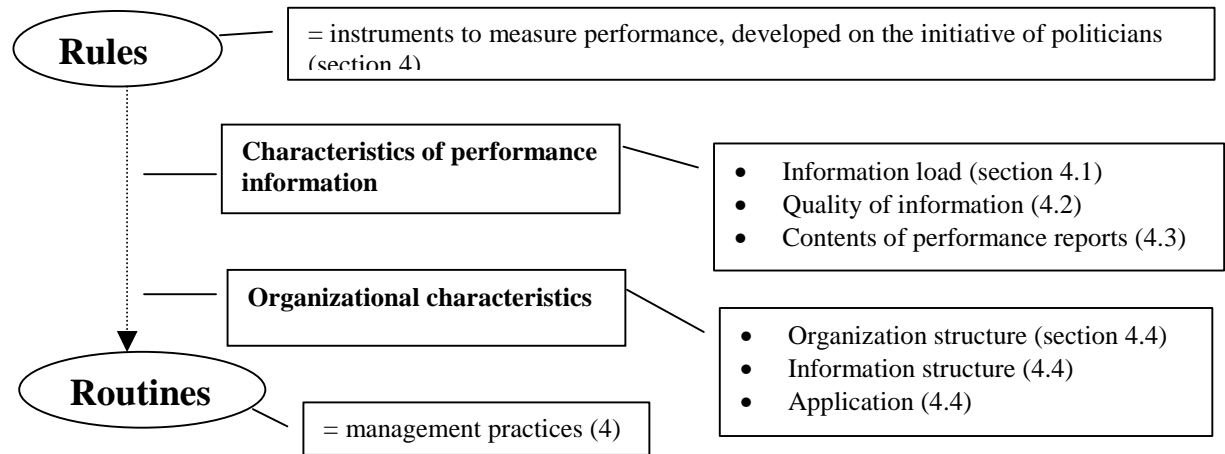 Rules
= instruments to measure performance, developed on the initiative of politicians
(section 4)
Characteristics of performance
information
• Information load (section 4.1)
• Quality of information (4.2)
• Contents of performance reports (4.3)
Organizational characteristics
• Organization structure (section 4.4)
• Information structure (4.4)
• Application (4.4)
Routines
= management practices (4)